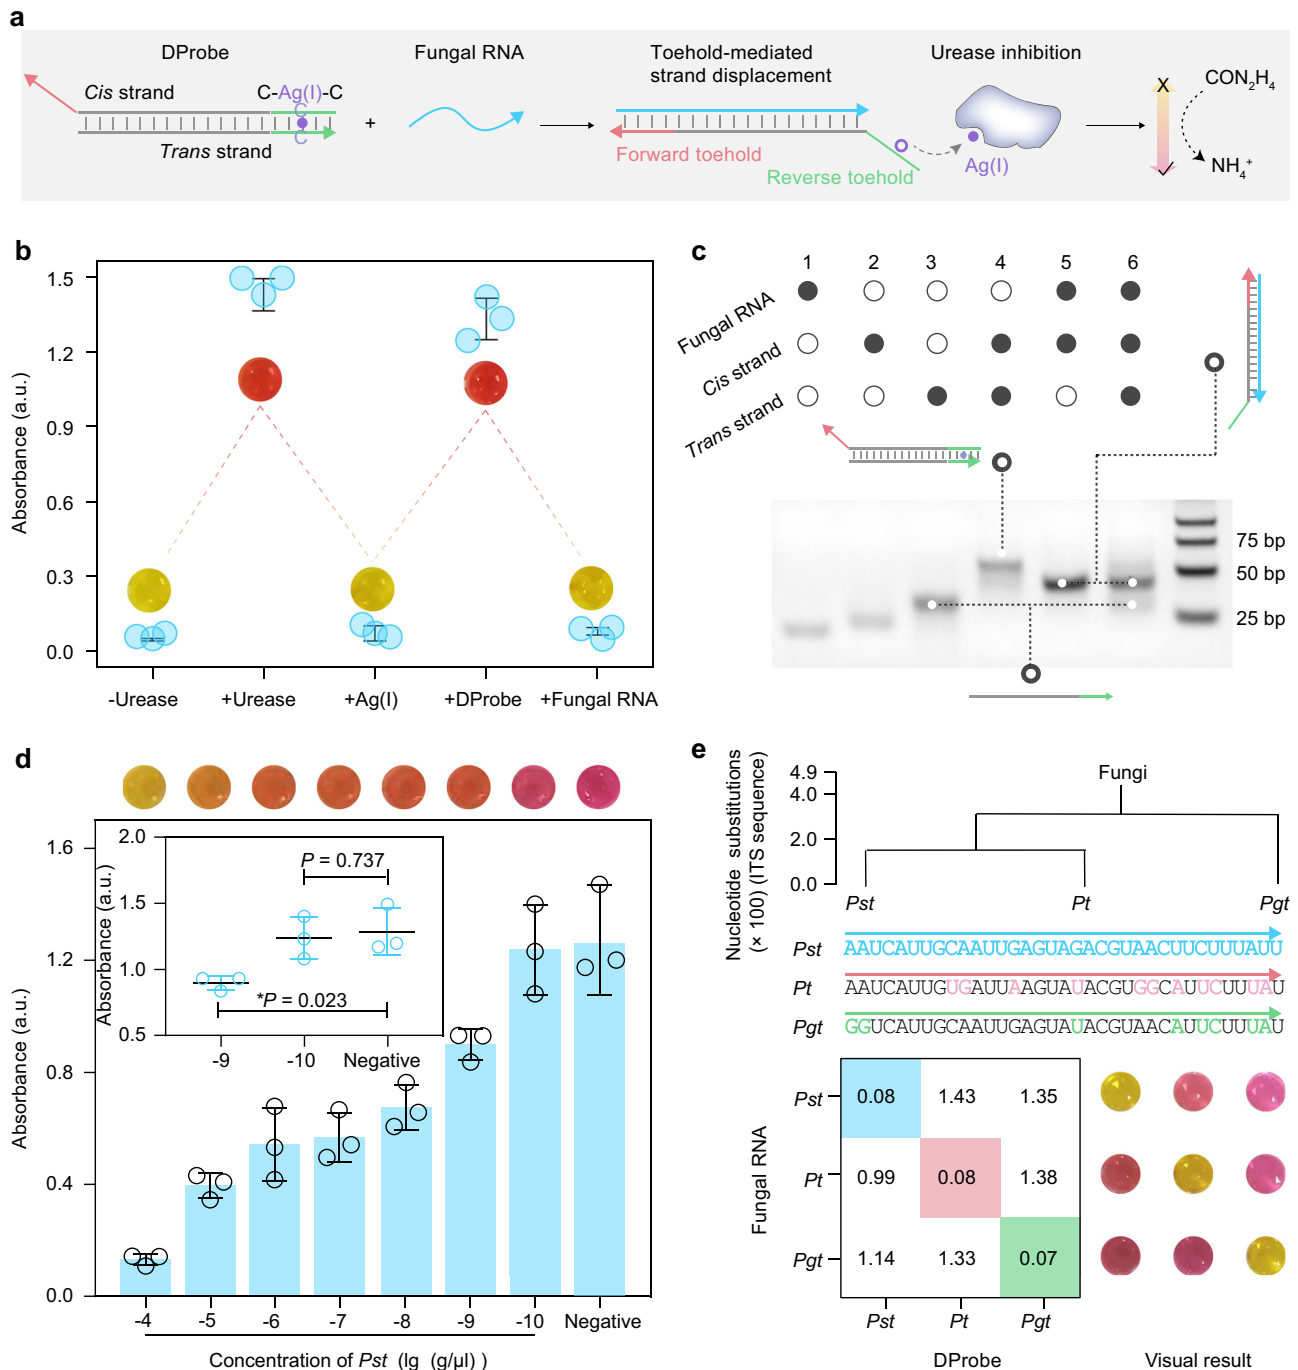 a
DProbe
Fungal RNA
Toehold-mediated
strand displacement
Urease inhibition
Cis strand
C-Ag(I)-C
C
C
+
Trans strand
Forward toehold
Reverse toehold
Ag(I)
X
✓
CON₂H₄
NH₄⁺
b
Absorbance (a.u.)
1.5
1.2
0.9
0.6
0.3
0.0
-Urease
+Urease
+Ag(I)
+DProbe
+Fungal RNA
c
1 2 3 4 5 6
Fungal RNA
Cis strand
Trans strand
75 bp
50 bp
25 bp
d
Absorbance (a.u.)
1.6
1.2
0.8
0.4
0.0
Absorbance (a.u.)
2.0
1.5
1.0
0.5
P = 0.737
*P = 0.023
-9
-10
Negative
-4
-5
-6
-7
-8
-9
-10
Negative
Concentration of Pst (lg (g/μl) )
e
Nucleotide substitutions
(× 100) (ITS sequence)
4.9
4.0
2.0
0.0
Fungi
Pst
Pt
Pgt
Pst AAUCAUUGCAAUUGAGUAGACGUAACUUCUUUAUU
Pt AAUCAUUGUGAUUAAGUAUACGUGGCAUUCUUUAU
Pgt GGUCAUUGCAAUUGAGUAUACGUAACAUUCUUUAU
Fungal RNA
Pst 0.08 1.43 1.35
Pt 0.99 0.08 1.38
Pgt 1.14 1.33 0.07
Pst Pt Pgt
DProbe
Visual result